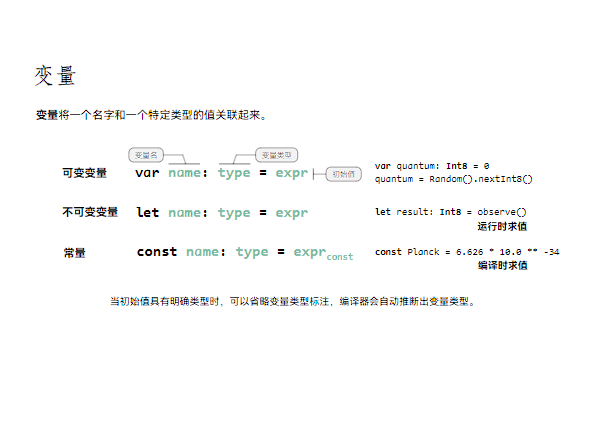 变量
变量将一个名字和一个特定类型的值关联起来。
变量名
变量类型
可变变量
var name: type = expr
初始值
var quantum: Int8 = 0
quantum = Random().nextInt8()
不可变变量
let name: type = expr
let result: Int8 = observe()
运行时求值
常量
const name: type = expr const
const Planck = 6.626 * 10.0 ** -34
编译时求值
当初始值具有明确类型时，可以省略变量类型标注，编译器会自动推断出变量类型。